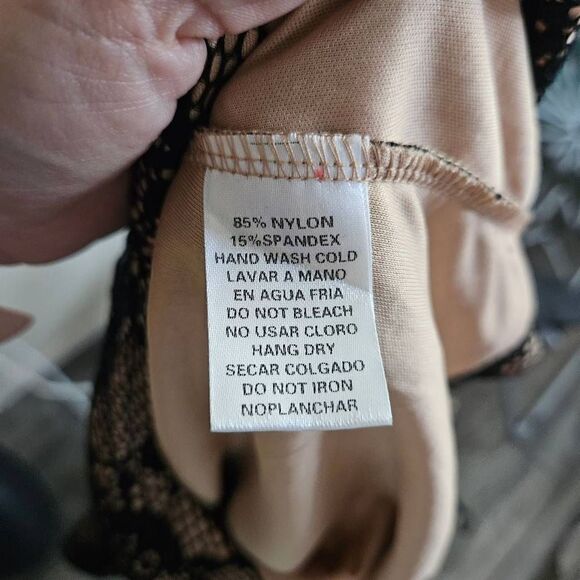 85% NYLON
15%SPANDEX
HAND WASH COLD
LAVAR A MANO
EN AGUA FRIA
DO NOT BLEACH
NO USAR CLORO
HANG DRY
SECAR COLGADO
DO NOT IRON
NOPLANCHAR